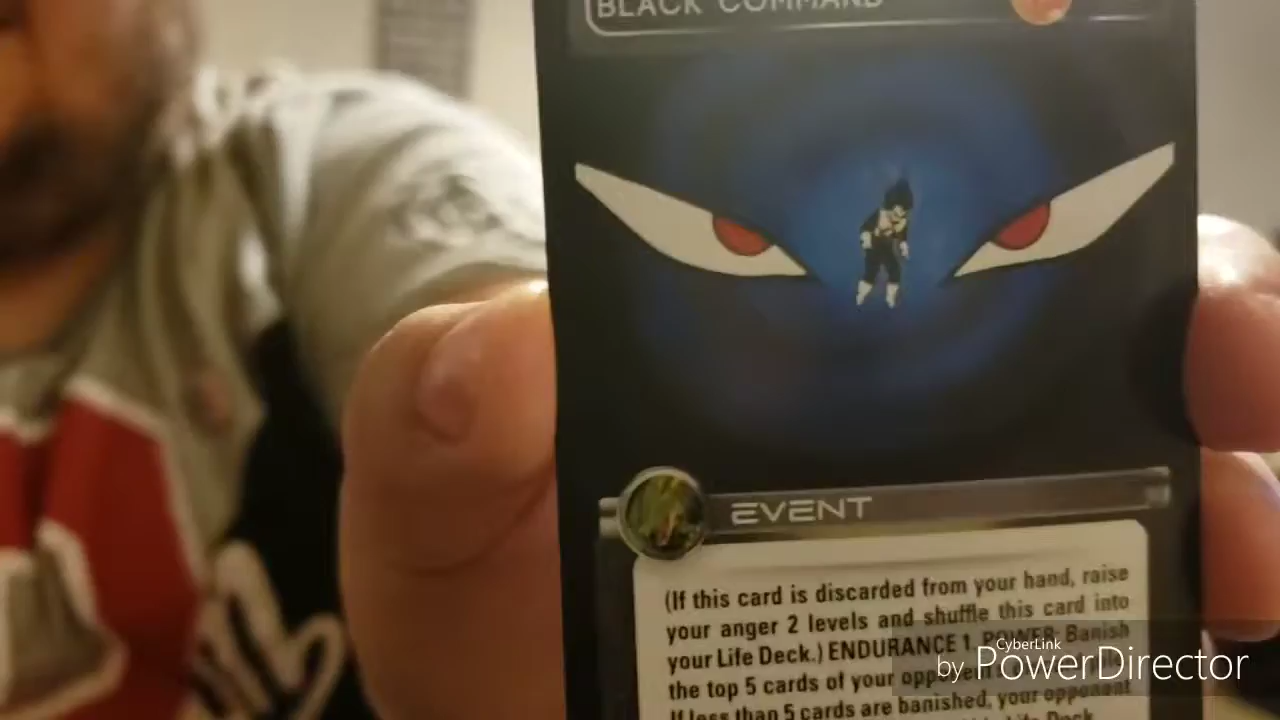 BLACK COMMAND
EVENT
(If this card is discarded from your hand, raise
your anger 2 levels and shuffle this card into
your Life Deck.) ENDURANCE 1. POWER: Banish
the top 5 cards of your
If less than 5 cards are banished, your opponent
Life Deck
CyberLink
by PowerDirector